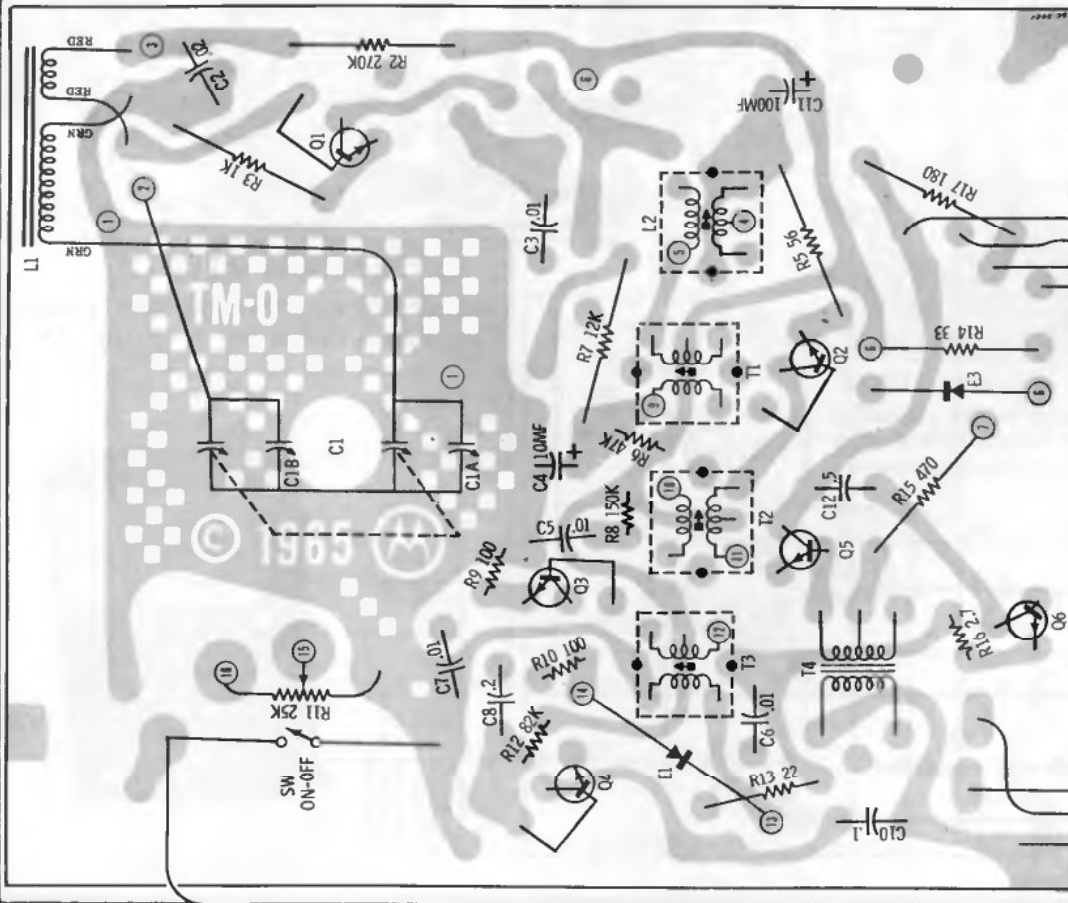 RED
3
C2 .02
R2 270K
RED
GRN
R3 1K
Q1
8
C11 100MF +
2
1
GRN
L1
C3 .01
L2
5
4
R17 180
R5 56
TM-0
R7 12K
T1
9
Q2
6
R14 33
E3
6
1
C1
C1B
C1A
C4 10MF +
R6 47K
7
R15 470
C12 1.5
© 1965 M
C5 .01
R8 150K
10
11
T2
Q5
R9 100
Q3
16
15
R11 25K
C7 .01
R10 100
12
T3
T4
R16 2.7
Q6
C8 .2
14
R12 82K
SW
ON-OFF
E1
C6 .01
Q4
R13 22
13
C10 .1